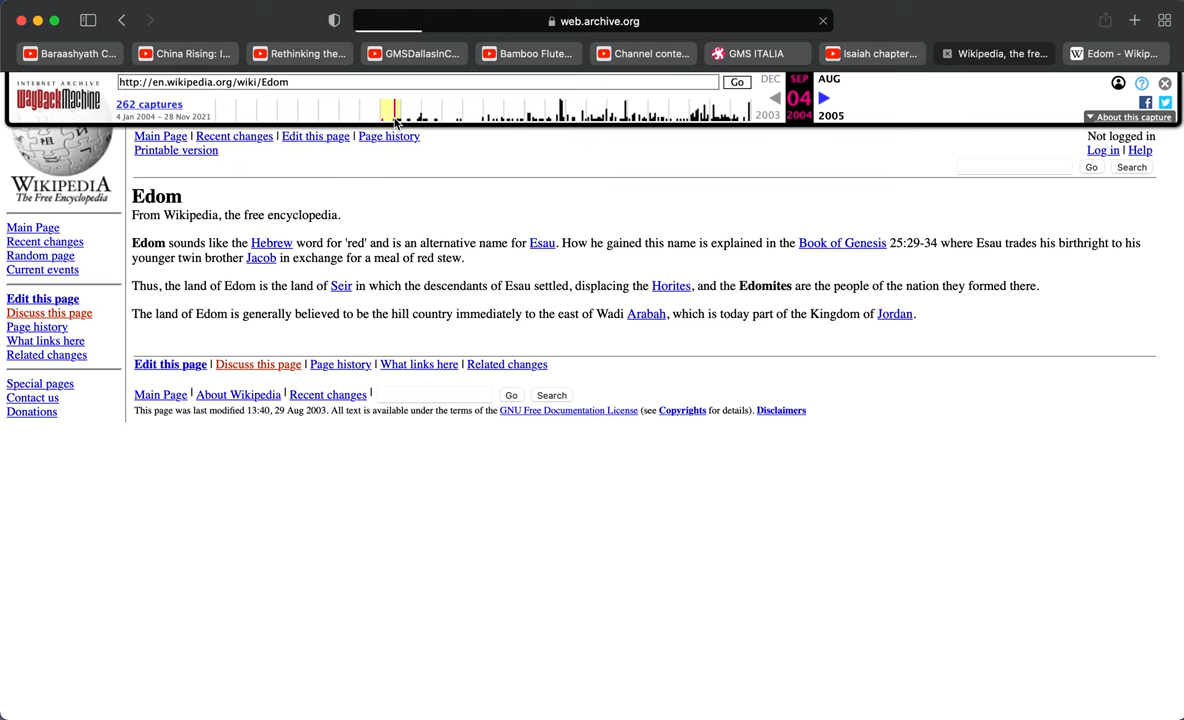 web.archive.org
Baraashyath C...
China Rising: I...
Rethinking the...
GMSDallasInC...
Bamboo Flute...
Channel conte...
GMS ITALIA
Isaiah chapter...
Wikipedia, the fre...
Edom - Wikip...
INTERNET ARCHIVE
WayBackMachine
http://en.wikipedia.org/wiki/Edom
Go
DEC SEP AUG
262 captures
04
4 Jan 2004 – 28 Nov 2021
2003 2004 2005
About this capture
Main Page | Recent changes | Edit this page | Page history
Printable version
Not logged in
Log in | Help
Go Search
WIKIPEDIA
The Free Encyclopedia
Main Page
Recent changes
Random page
Current events
Edit this page
Discuss this page
Page history
What links here
Related changes
Special pages
Contact us
Donations
Edom
From Wikipedia, the free encyclopedia.
Edom sounds like the Hebrew word for 'red' and is an alternative name for Esau. How he gained this name is explained in the Book of Genesis 25:29-34 where Esau trades his birthright to his
younger twin brother Jacob in exchange for a meal of red stew.
Thus, the land of Edom is the land of Seir in which the descendants of Esau settled, displacing the Horites, and the Edomites are the people of the nation they formed there.
The land of Edom is generally believed to be the hill country immediately to the east of Wadi Arabah, which is today part of the Kingdom of Jordan.
Edit this page | Discuss this page | Page history | What links here | Related changes
Main Page | About Wikipedia | Recent changes | Go Search
This page was last modified 13:40, 29 Aug 2003. All text is available under the terms of the GNU Free Documentation License (see Copyrights for details). Disclaimers